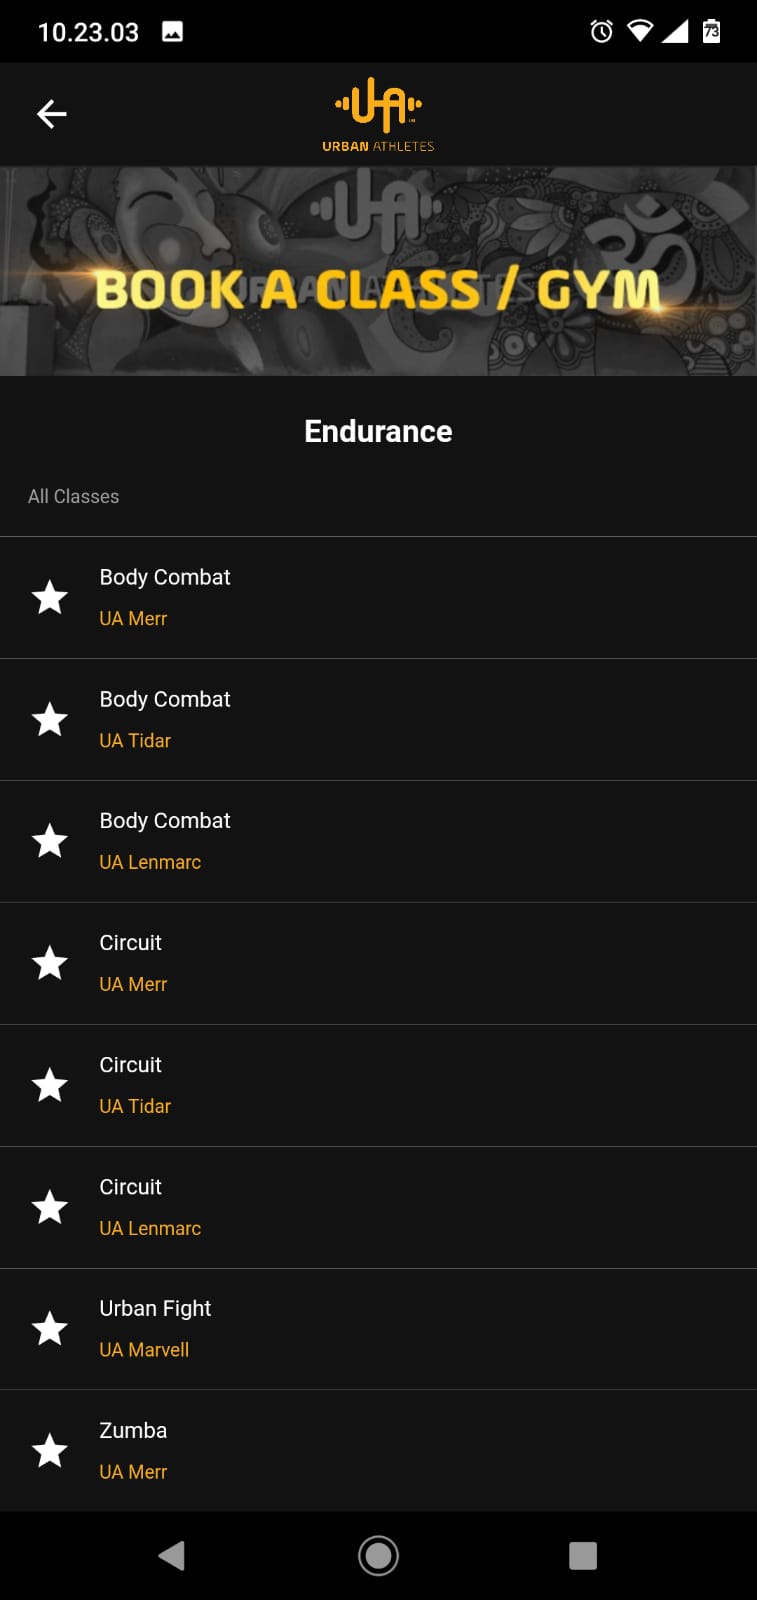 10.23.03
73
UA
URBAN ATHLETES
BOOK A CLASS / GYM
Endurance
All Classes
Body Combat
UA Merr
Body Combat
UA Tidar
Body Combat
UA Lenmarc
Circuit
UA Merr
Circuit
UA Tidar
Circuit
UA Lenmarc
Urban Fight
UA Marvell
Zumba
UA Merr